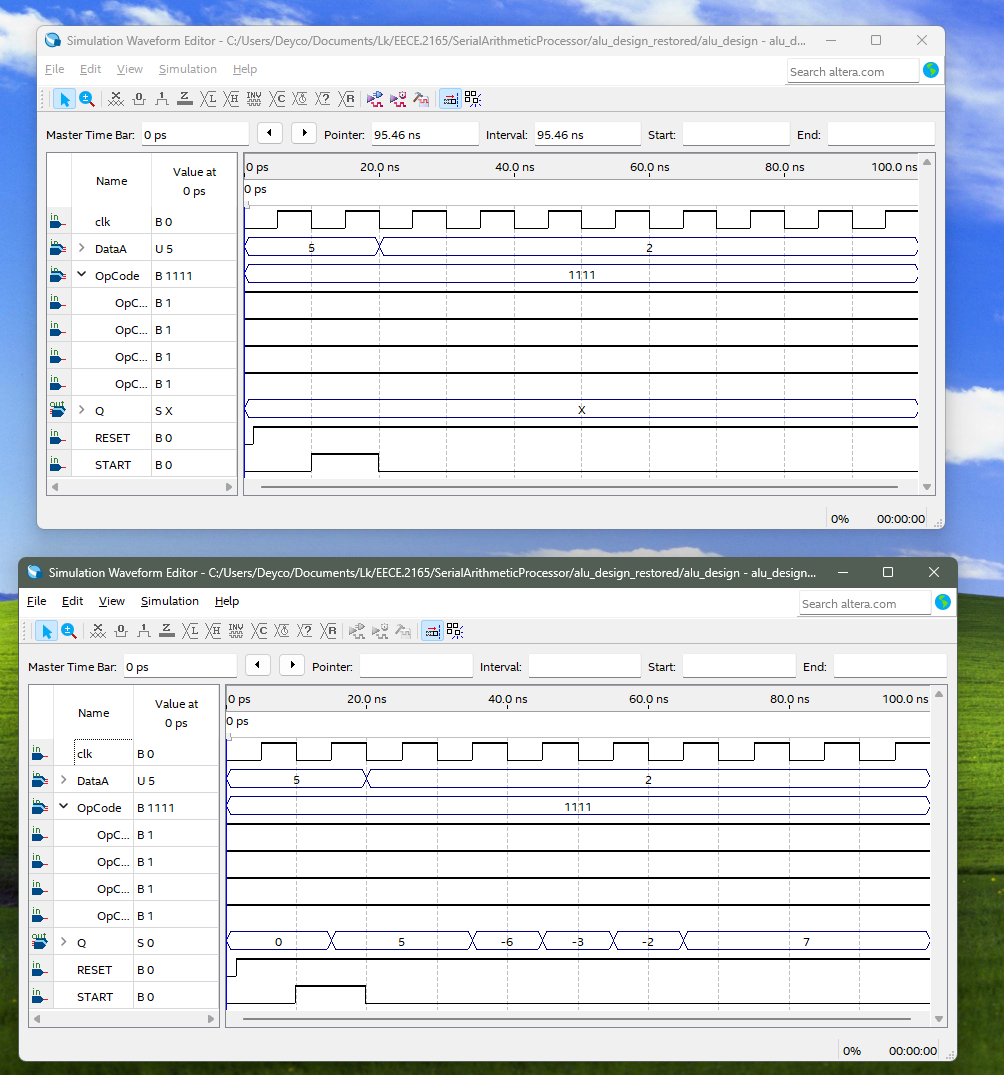 Simulation Waveform Editor - C:/Users/Deyco/Documents/Lk/EECE.2165/SerialArithmeticProcessor/alu_design_restored/alu_design - alu_d...
File Edit View Simulation Help
Search altera.com
Master Time Bar: 0 ps Pointer: 95.46 ns Interval: 95.46 ns Start: End:
Name Value at 0 ps 0 ps 20.0 ns 40.0 ns 60.0 ns 80.0 ns 100.0 ns
0 ps
in clk B 0
in DataA U 5 5 2
in OpCode B 1111 1111
in OpC... B 1
in OpC... B 1
in OpC... B 1
in OpC... B 1
out Q S X X
in RESET B 0
in START B 0
0% 00:00:00
Simulation Waveform Editor - C:/Users/Deyco/Documents/Lk/EECE.2165/SerialArithmeticProcessor/alu_design_restored/alu_design - alu_design...
File Edit View Simulation Help
Search altera.com
Master Time Bar: 0 ps Pointer: Interval: Start: End:
Name Value at 0 ps 0 ps 20.0 ns 40.0 ns 60.0 ns 80.0 ns 100.0 ns
0 ps
in clk B 0
in DataA U 5 5 2
in OpCode B 1111 1111
in OpC... B 1
in OpC... B 1
in OpC... B 1
in OpC... B 1
out Q S 0 0 5 -6 -3 -2 7
in RESET B 0
in START B 0
0% 00:00:00